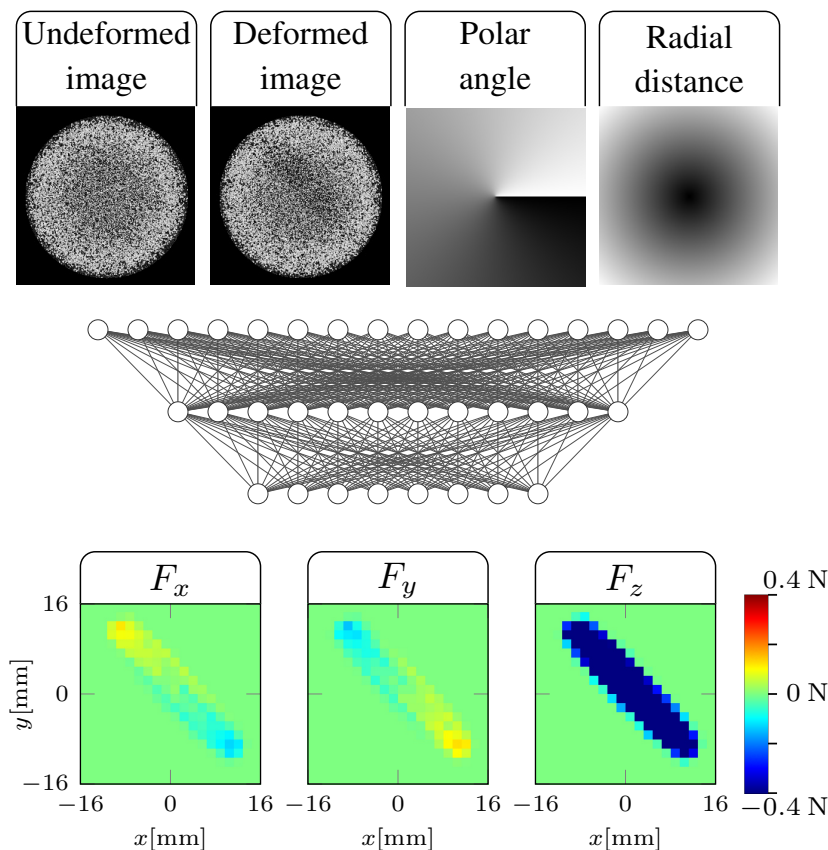 Undeformed image
Deformed image
Polar angle
Radial distance
F_x
F_y
F_z
0.4 N
0 N
−0.4 N
16
0
−16
y[mm]
−16 0 16
−16 0 16
−16 0 16
x[mm]
x[mm]
x[mm]